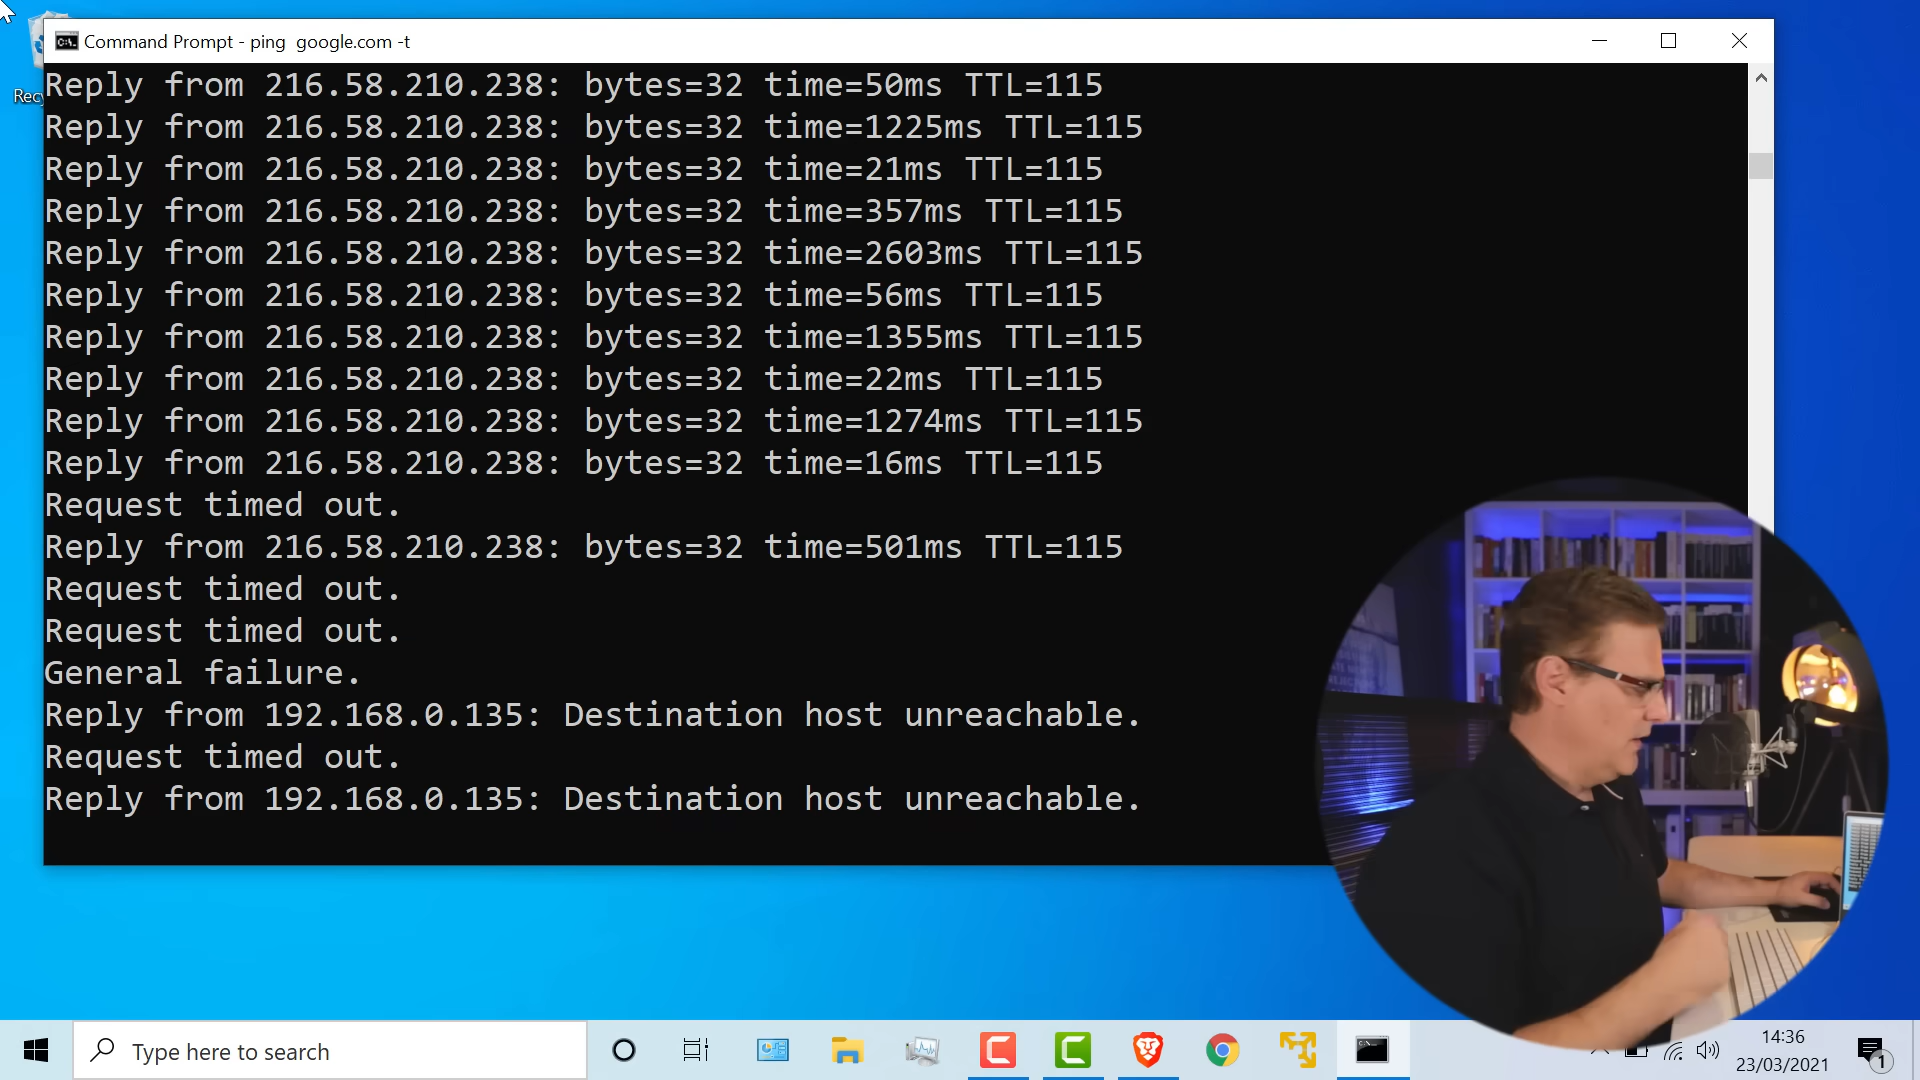 Command Prompt - ping  google.com -t
Rec
Reply from 216.58.210.238: bytes=32 time=50ms TTL=115
Reply from 216.58.210.238: bytes=32 time=1225ms TTL=115
Reply from 216.58.210.238: bytes=32 time=21ms TTL=115
Reply from 216.58.210.238: bytes=32 time=357ms TTL=115
Reply from 216.58.210.238: bytes=32 time=2603ms TTL=115
Reply from 216.58.210.238: bytes=32 time=56ms TTL=115
Reply from 216.58.210.238: bytes=32 time=1355ms TTL=115
Reply from 216.58.210.238: bytes=32 time=22ms TTL=115
Reply from 216.58.210.238: bytes=32 time=1274ms TTL=115
Reply from 216.58.210.238: bytes=32 time=16ms TTL=115
Request timed out.
Reply from 216.58.210.238: bytes=32 time=501ms TTL=115
Request timed out.
Request timed out.
General failure.
Reply from 192.168.0.135: Destination host unreachable.
Request timed out.
Reply from 192.168.0.135: Destination host unreachable.
Type here to search
14:36
23/03/2021
1